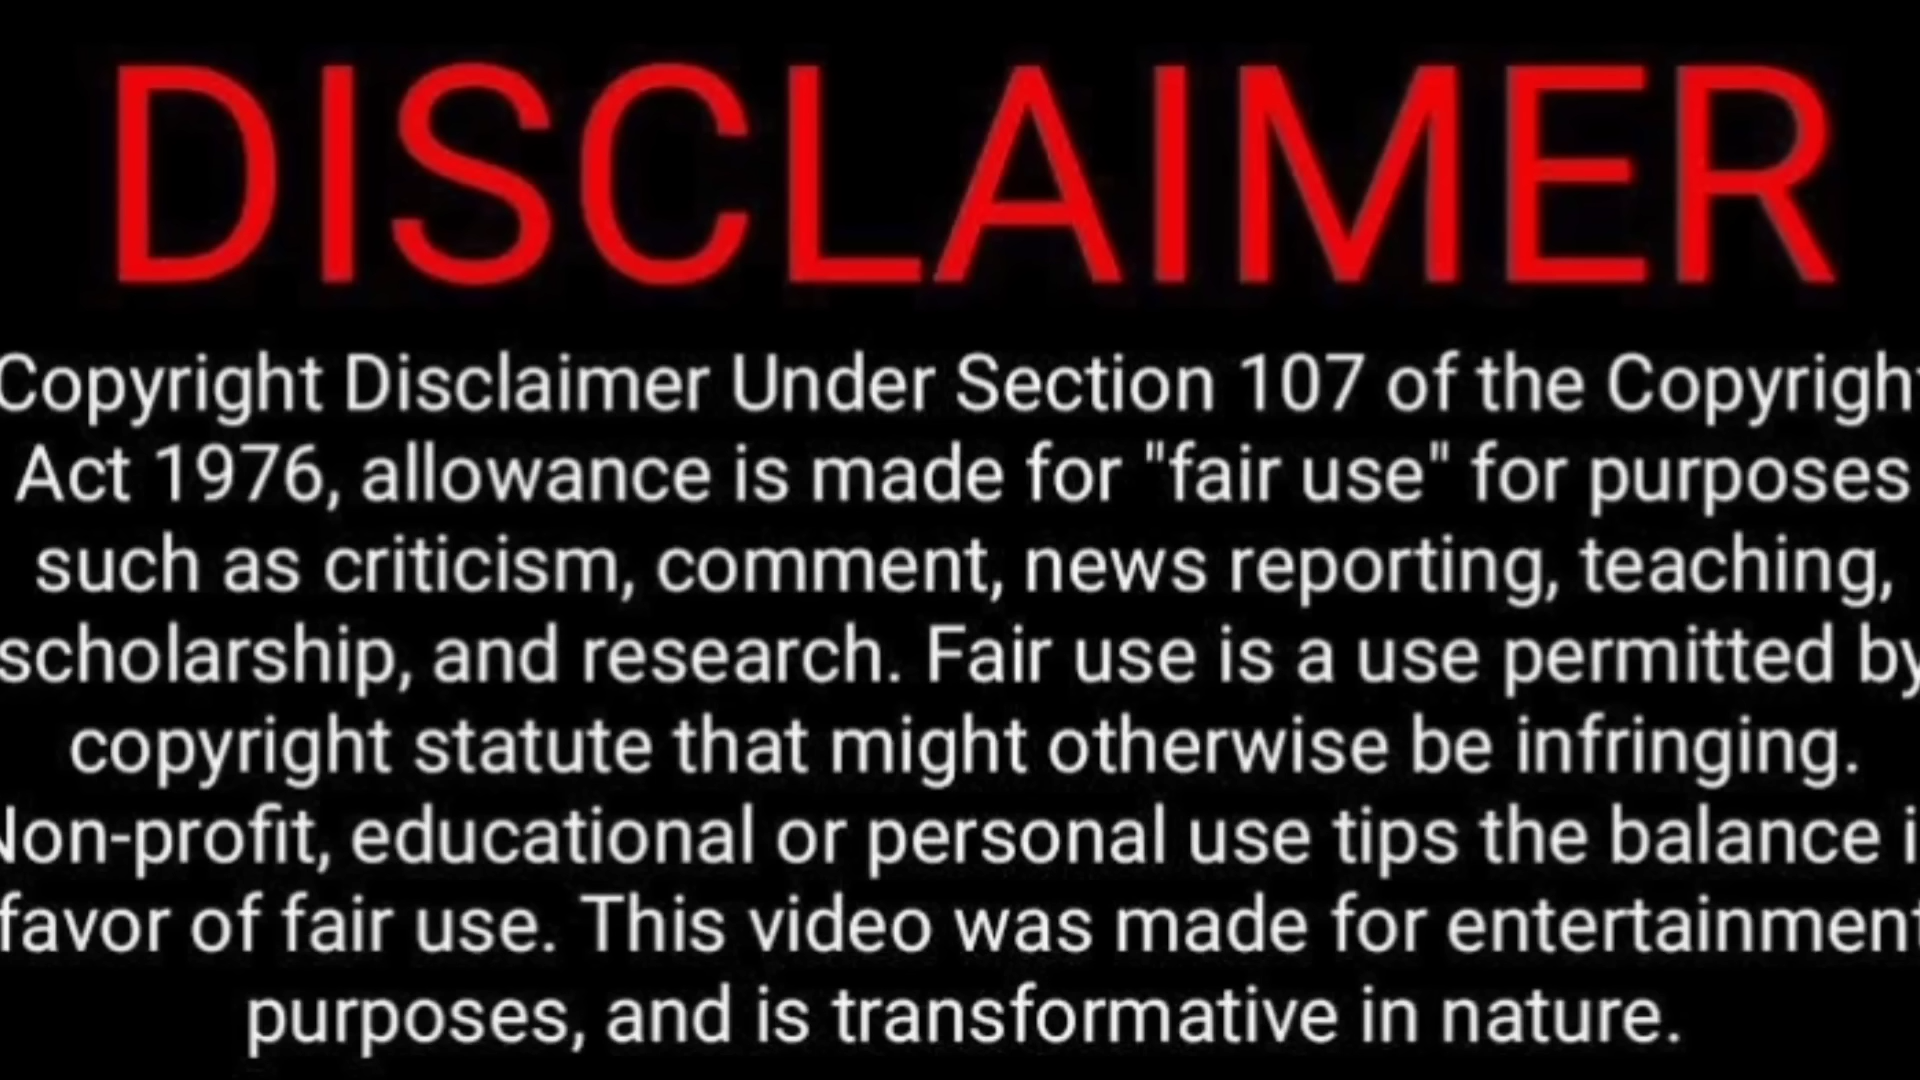 DISCLAIMER
Copyright Disclaimer Under Section 107 of the Copyright
Act 1976, allowance is made for "fair use" for purposes
such as criticism, comment, news reporting, teaching,
scholarship, and research. Fair use is a use permitted by
copyright statute that might otherwise be infringing.
Non-profit, educational or personal use tips the balance i
favor of fair use. This video was made for entertainment
purposes, and is transformative in nature.